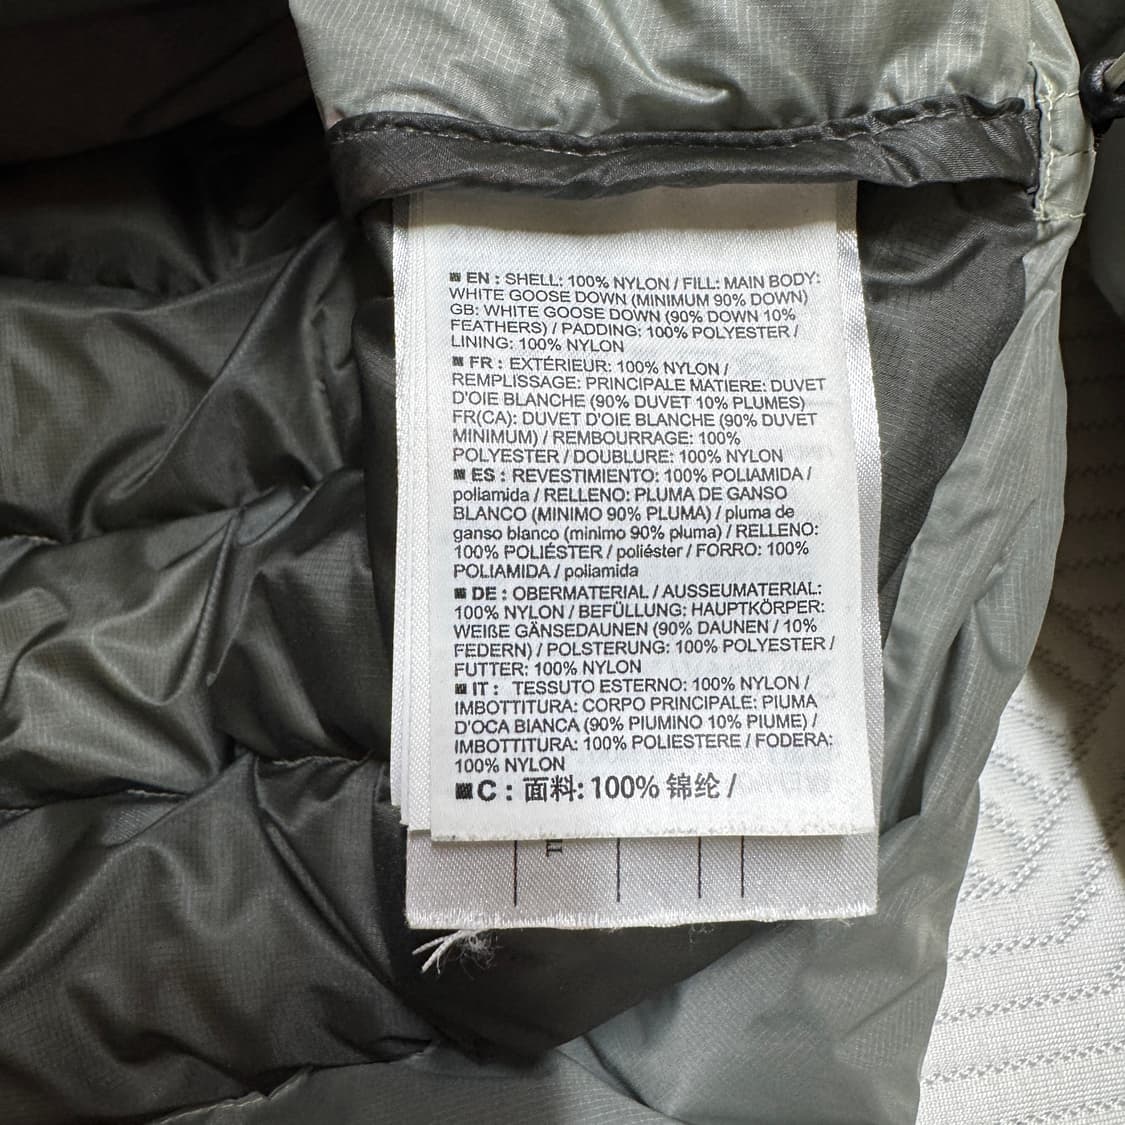 EN : SHELL: 100% NYLON / FILL: MAIN BODY:
WHITE GOOSE DOWN (MINIMUM 90% DOWN)
GB: WHITE GOOSE DOWN (90% DOWN 10%
FEATHERS) / PADDING: 100% POLYESTER /
LINING: 100% NYLON
FR : EXTÉRIEUR: 100% NYLON /
REMPLISSAGE: PRINCIPALE MATIERE: DUVET
D'OIE BLANCHE (90% DUVET 10% PLUMES)
FR(CA): DUVET D'OIE BLANCHE (90% DUVET
MINIMUM) / REMBOURRAGE: 100%
POLYESTER / DOUBLURE: 100% NYLON
ES : REVESTIMIENTO: 100% POLIAMIDA /
poliamida / RELLENO: PLUMA DE GANSO
BLANCO (MINIMO 90% PLUMA) / pluma de
ganso blanco (minimo 90% pluma) / RELLENO:
100% POLIÉSTER / poliéster / FORRO: 100%
POLIAMIDA / poliamida
DE : OBERMATERIAL / AUSSEUMATERIAL:
100% NYLON / BEFÜLLUNG: HAUPTKÖRPER:
WEIßE GÄNSEDAUNEN (90% DAUNEN / 10%
FEDERN) / POLSTERUNG: 100% POLYESTER /
FUTTER: 100% NYLON
IT : TESSUTO ESTERNO: 100% NYLON /
IMBOTTITURA: CORPO PRINCIPALE: PIUMA
D'OCA BIANCA (90% PIUMINO 10% PIUME) /
IMBOTTITURA: 100% POLIESTERE / FODERA:
100% NYLON
C : 面料: 100% 锦纶 /